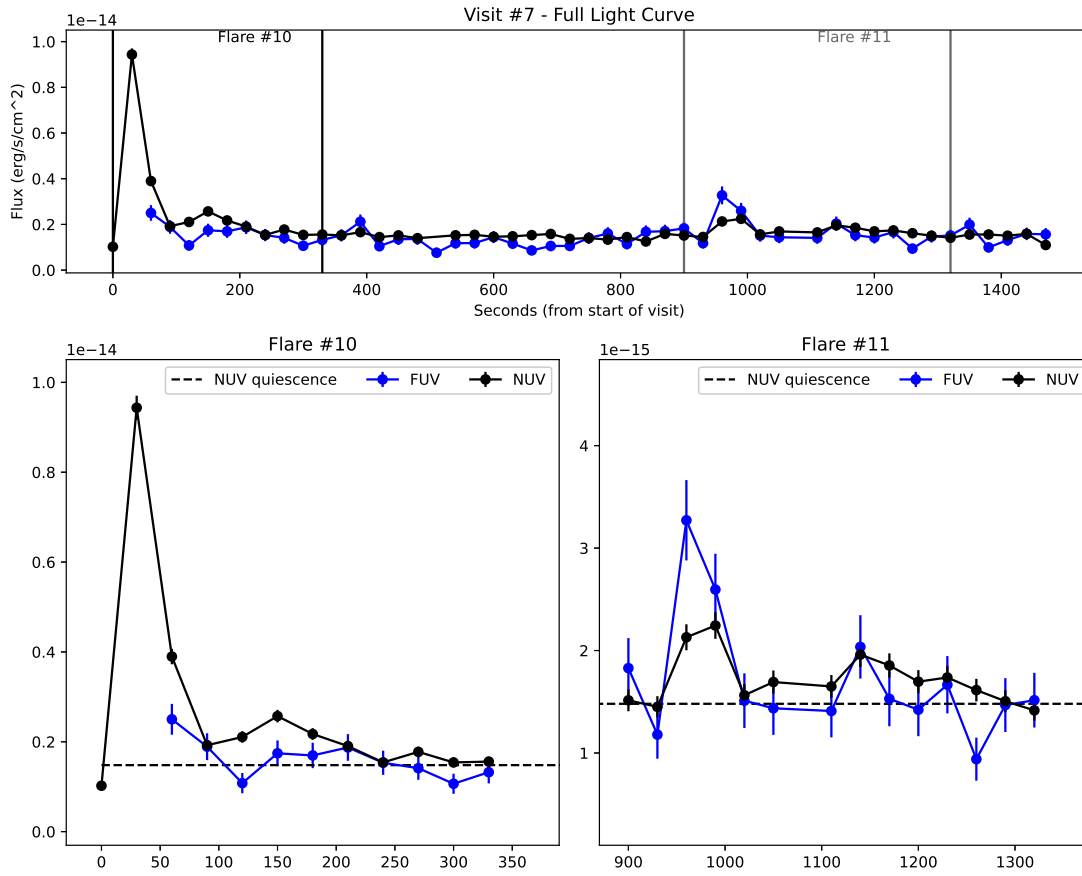 Visit #7 - Full Light Curve
1e−14
Flare #10
Flare #11
Flux (erg/s/cm^2)
1.0
0.8
0.6
0.4
0.2
0.0
0
200
400
600
800
1000
1200
1400
Seconds (from start of visit)
Flare #10
1e−14
NUV quiescence
FUV
NUV
1.0
0.8
0.6
0.4
0.2
0.0
0
50
100
150
200
250
300
350
Flare #11
1e−15
NUV quiescence
FUV
NUV
4
3
2
1
900
1000
1100
1200
1300